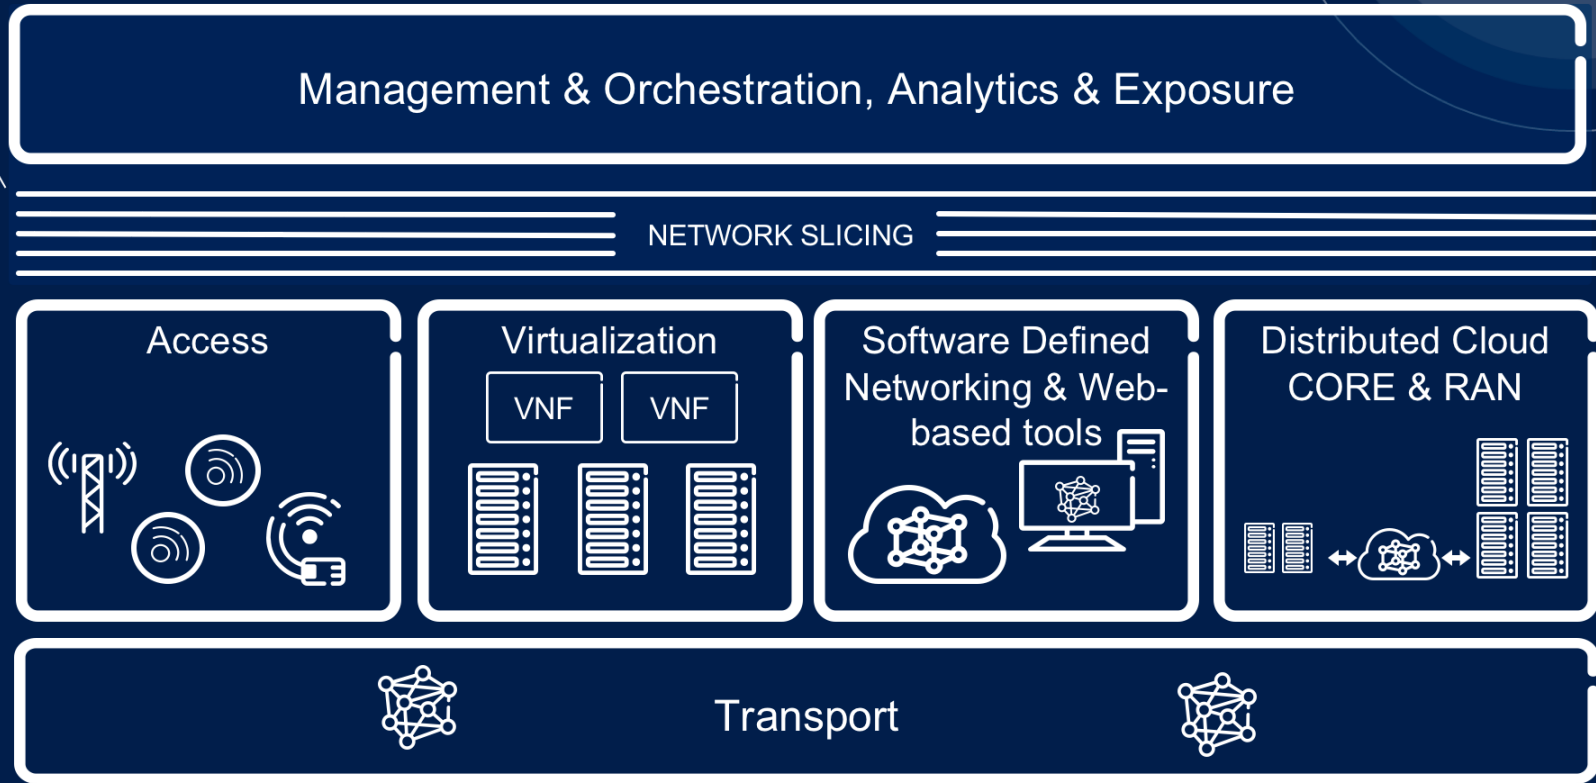 Management & Orchestration, Analytics & Exposure
NETWORK SLICING
Access
Virtualization
VNF
VNF
Software Defined
Networking & Web-
based tools
Distributed Cloud
CORE & RAN
Transport